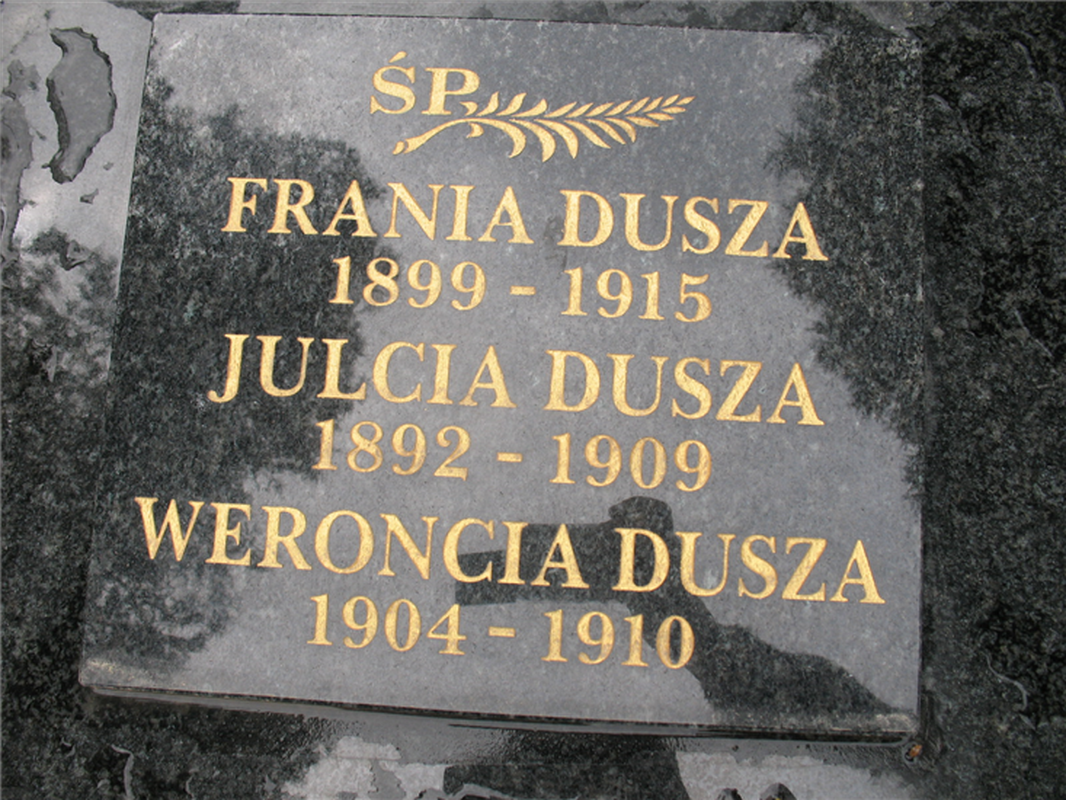 ŚP
FRANIA DUSZA
1899 - 1915
JULCIA DUSZA
1892 - 1909
WERONCIA DUSZA
1904 - 1910